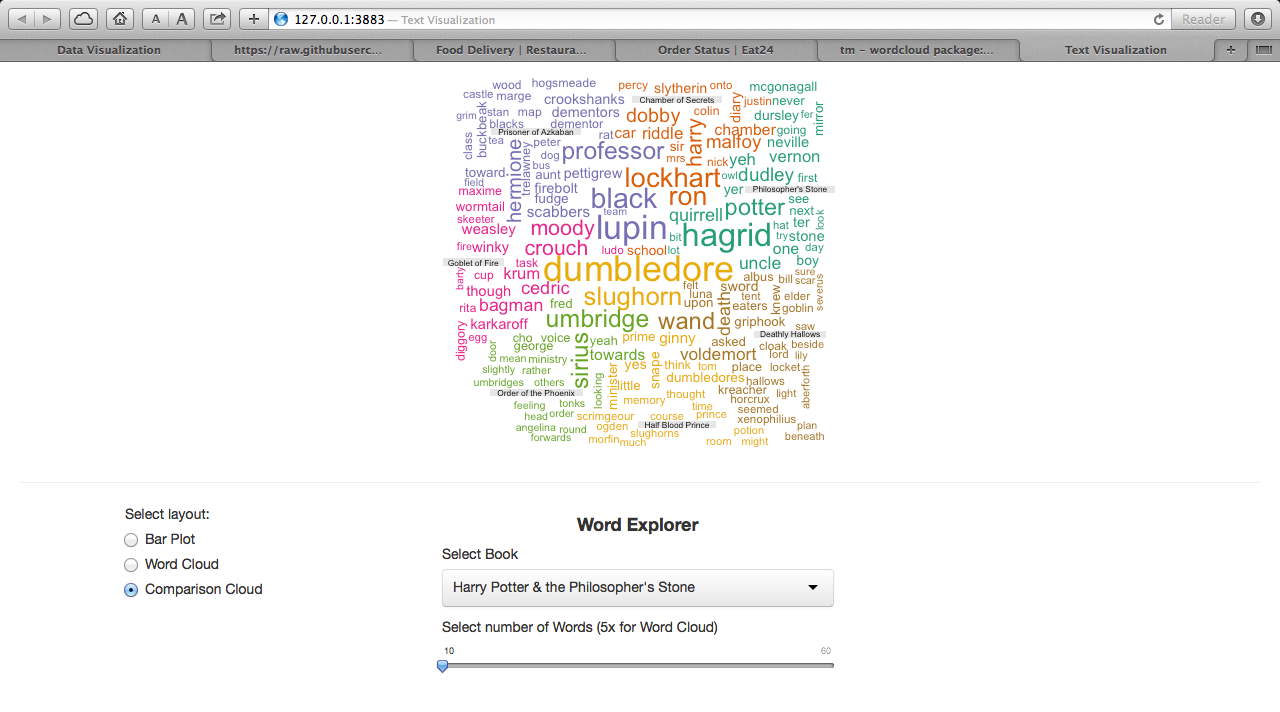 A A + 127.0.0.1:3883 — Text Visualization Reader
Data Visualization https://raw.githubuserc... Food Delivery | Restaura... Order Status | Eat24 tm - wordcloud package:... Text Visualization +
wood hogsmeade percy slytherin onto mcgonagall
castle marge crookshanks Chamber of Secrets diary justin never
grim stan map dementors dobby colin dursley fer mirror
buckbeak blacks dementor chamber going
class Prisoner of Azkaban rat car riddle harry
tea peter sir malfoy neville
hermione trelawney dog professor mrs nick yeh vernon
bus
toward aunt pettigrew lockhart owl dudley first
field firebolt
maxime fudge black ron yer Philosopher's Stone
wormtail scabbers team quirrell potter see next look
skeeter
weasley moody lupin hagrid hat ter
bit try stone
fire winky crouch ludo school lot one day
Goblet of Fire task dumbledore uncle boy
barty cup krum albus bill sure scar severus
though cedric slughorn felt luna sword tent knew elder
rita bagman fred upon death eaters goblin
karkaroff umbridge wand griphook saw
diggory egg cho voice sirius yeah prime ginny asked Deathly Hallows
door george cloak beside
mean ministry towards voldemort lord lily
slightly rather yes snape think tom place locket
umbridges others looking minister little dumbledores hallows aberforth
Order of the Phoenix thought kreacher light
feeling tonks memory time horcrux
head order scrimgeour course prince seemed
xenophilius
angelina round ogden Half Blood Prince plan
forwards morfin slughorns potion beneath
much room might
Select layout:
Bar Plot
Word Cloud
Comparison Cloud
Word Explorer
Select Book
Harry Potter & the Philosopher's Stone
Select number of Words (5x for Word Cloud)
10 60